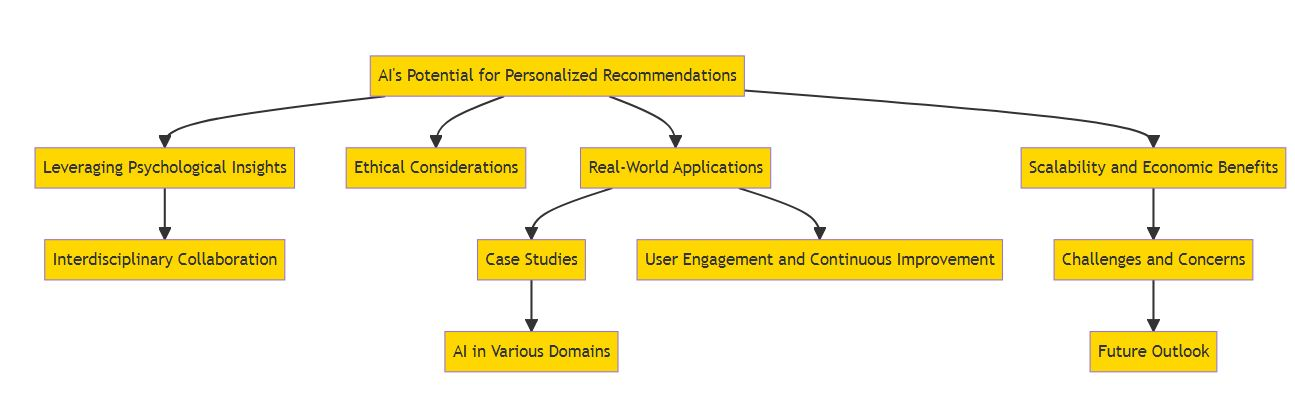 AI's Potential for Personalized Recommendations
Leveraging Psychological Insights
Ethical Considerations
Real-World Applications
Scalability and Economic Benefits
Interdisciplinary Collaboration
Case Studies
User Engagement and Continuous Improvement
Challenges and Concerns
AI in Various Domains
Future Outlook